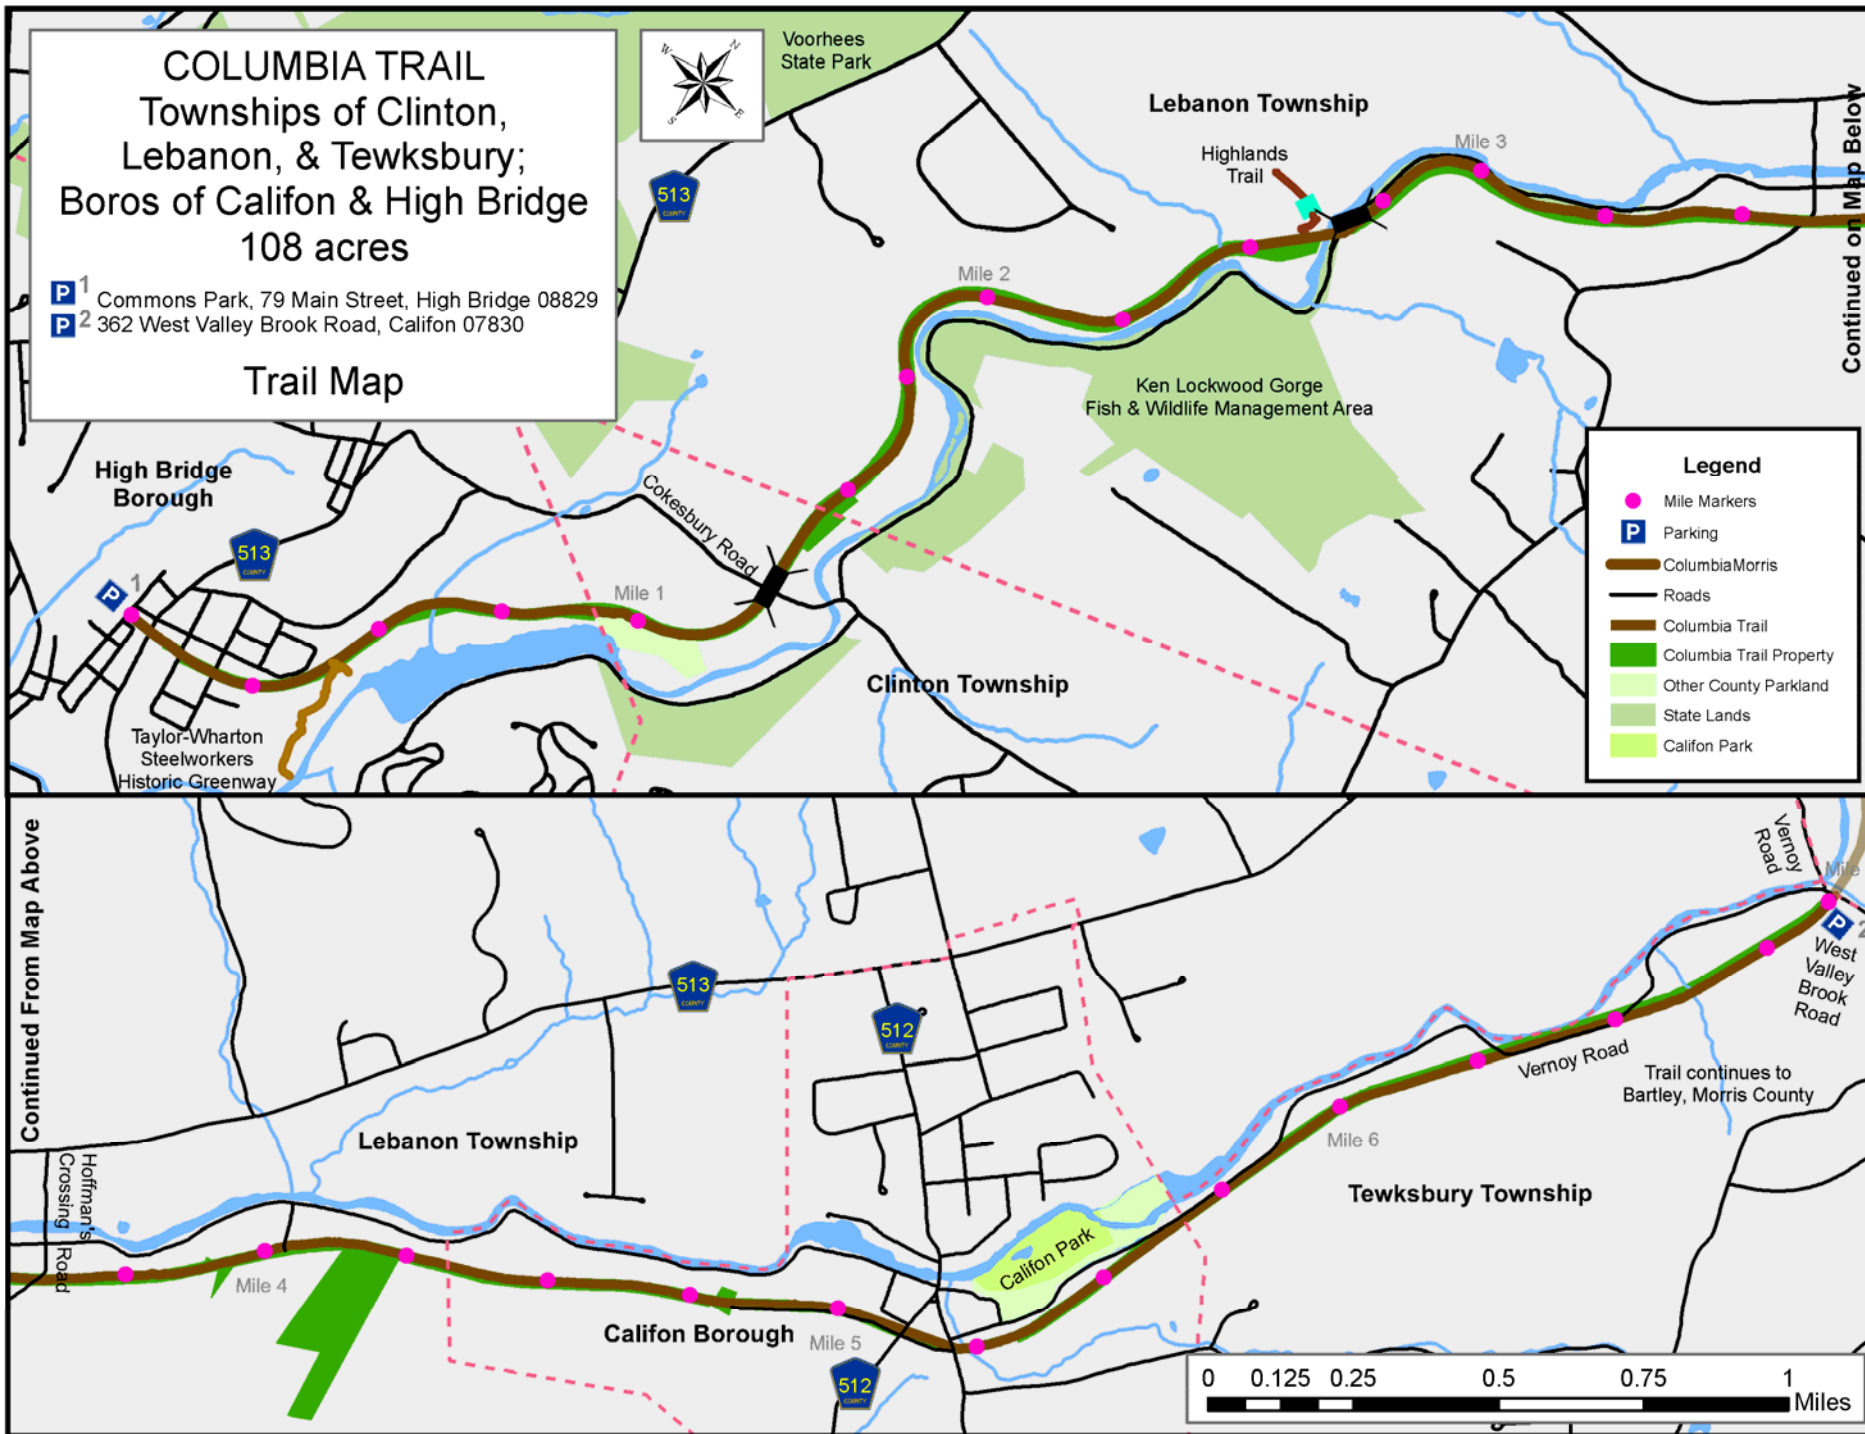 COLUMBIA TRAIL
Townships of Clinton,
Lebanon, & Tewksbury;
Boros of Califon & High Bridge
108 acres
P 1 Commons Park, 79 Main Street, High Bridge 08829
P 2 362 West Valley Brook Road, Califon 07830
Trail Map
N
W
E
S
Voorhees
State Park
513
COUNTY
Lebanon Township
Highlands
Trail
Mile 3
Mile 2
Continued on Map Below
Ken Lockwood Gorge
Fish & Wildlife Management Area
High Bridge
Borough
513
COUNTY
Cokesbury Road
P 1
Mile 1
Clinton Township
Taylor-Wharton
Steelworkers
Historic Greenway
Legend
Mile Markers
P Parking
ColumbiaMorris
Roads
Columbia Trail
Columbia Trail Property
Other County Parkland
State Lands
Califon Park
Continued From Map Above
Vernoy
Road
Mile
P 2
West
Valley
Brook
Road
513
COUNTY
512
COUNTY
Vernoy Road
Trail continues to
Bartley, Morris County
Lebanon Township
Mile 6
Hoffman's
Crossing Road
Tewksbury Township
Califon Park
Mile 4
Califon Borough
Mile 5
512
COUNTY
0 0.125 0.25 0.5 0.75 1
Miles